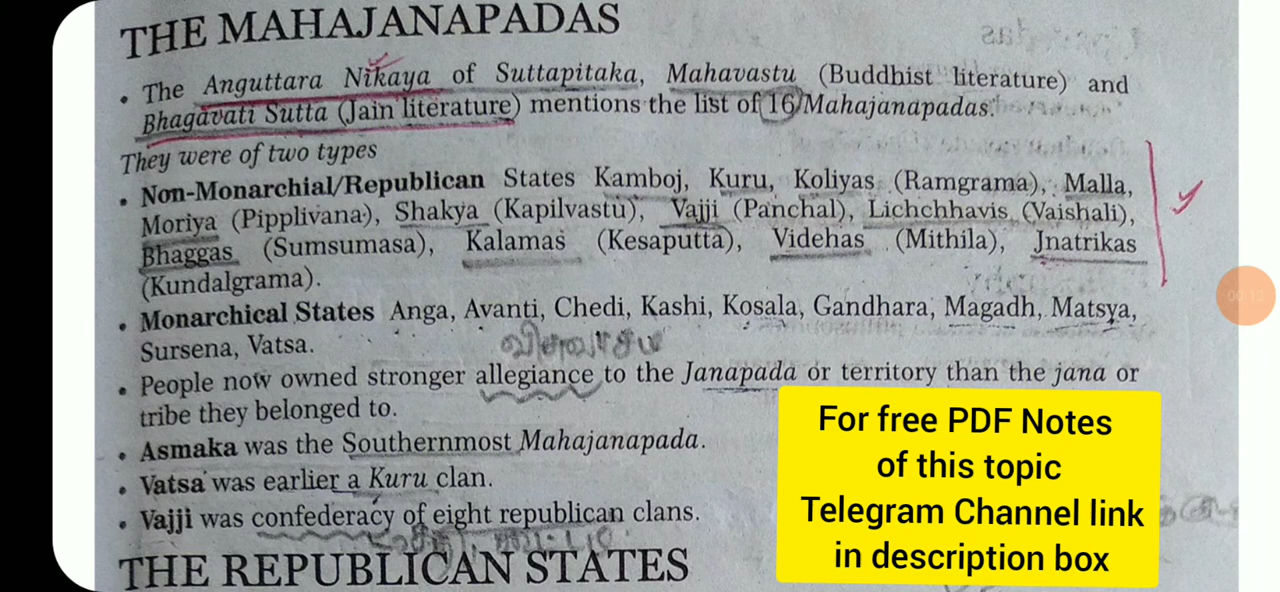 THE MAHAJANAPADAS
• The Anguttara Nikaya of Suttapitaka, Mahavastu (Buddhist literature) and
Bhagavati Sutta (Jain literature) mentions the list of 16 Mahajanapadas.
They were of two types
• Non-Monarchial/Republican States Kamboj, Kuru, Koliyas (Ramgrama), Malla,
Moriya (Pipplivana), Shakya (Kapilvastu), Vajji (Panchal), Lichchhavis (Vaishali),
Bhaggas (Sumsumasa), Kalamas (Kesaputta), Videhas (Mithila), Jnatrikas
(Kundalgrama).
• Monarchical States Anga, Avanti, Chedi, Kashi, Kosala, Gandhara, Magadh, Matsya,
Sursena, Vatsa.
• People now owned stronger allegiance to the Janapada or territory than the jana or
tribe they belonged to.
• Asmaka was the Southernmost Mahajanapada.
• Vatsa was earlier a Kuru clan.
• Vajji was confederacy of eight republican clans.
THE REPUBLICAN STATES
For free PDF Notes
of this topic
Telegram Channel link
in description box
00:12